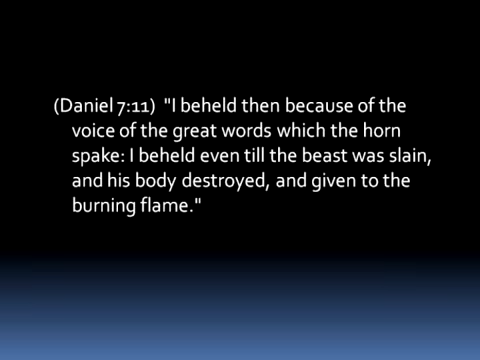 (Daniel 7:11) "I beheld then because of the
voice of the great words which the horn
spake: I beheld even till the beast was slain,
and his body destroyed, and given to the
burning flame."